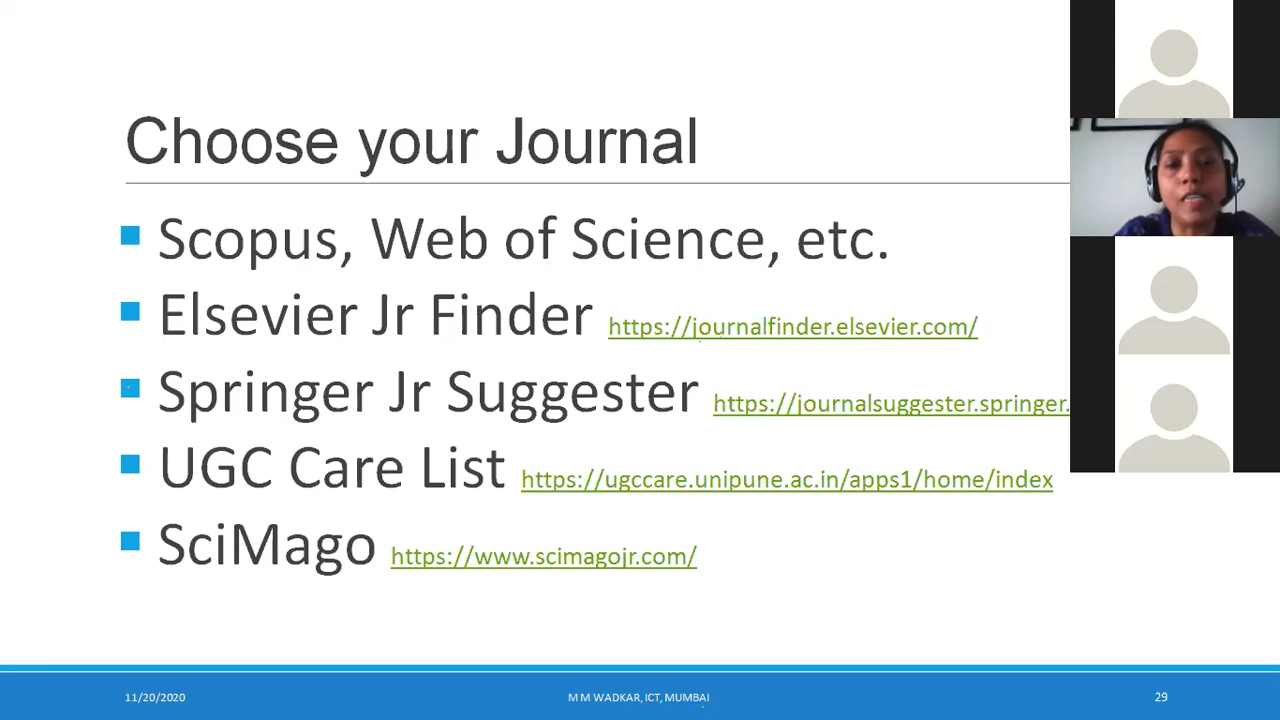 Choose your Journal
Scopus, Web of Science, etc.
Elsevier Jr Finder https://journalfinder.elsevier.com/
Springer Jr Suggester https://journalsuggester.springer.
UGC Care List https://ugccare.unipune.ac.in/apps1/home/index
SciMago https://www.scimagojr.com/
11/20/2020 M M WADKAR, ICT, MUMBAI 29